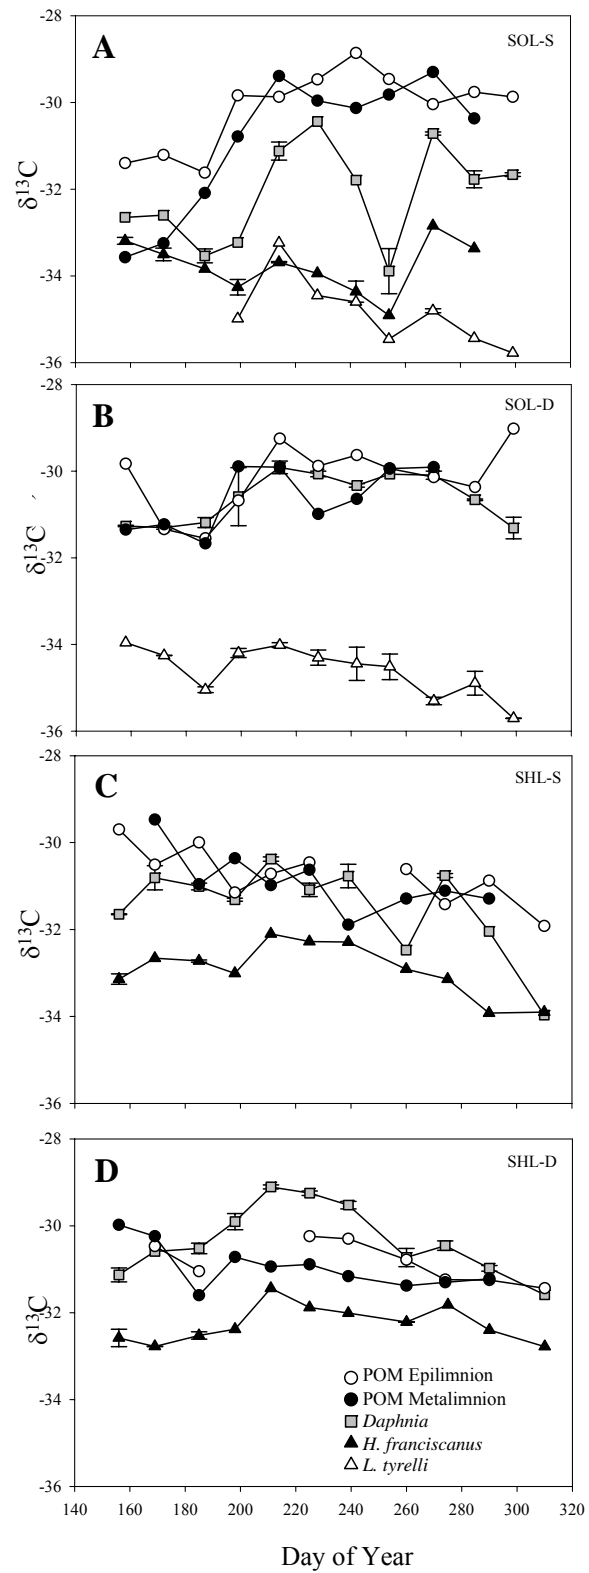 -28
A
SOL-S
-30
-32
-34
-36
δ13C
-28
B
SOL-D
-30
-32
-34
-36
δ13C
-28
C
SHL-S
-30
-32
-34
-36
δ13C
-28
D
SHL-D
-30
-32
-34
-36
δ13C
POM Epilimnion
POM Metalimnion
Daphnia
H. franciscanus
L. tyrelli
140 160 180 200 220 240 260 280 300 320
Day of Year